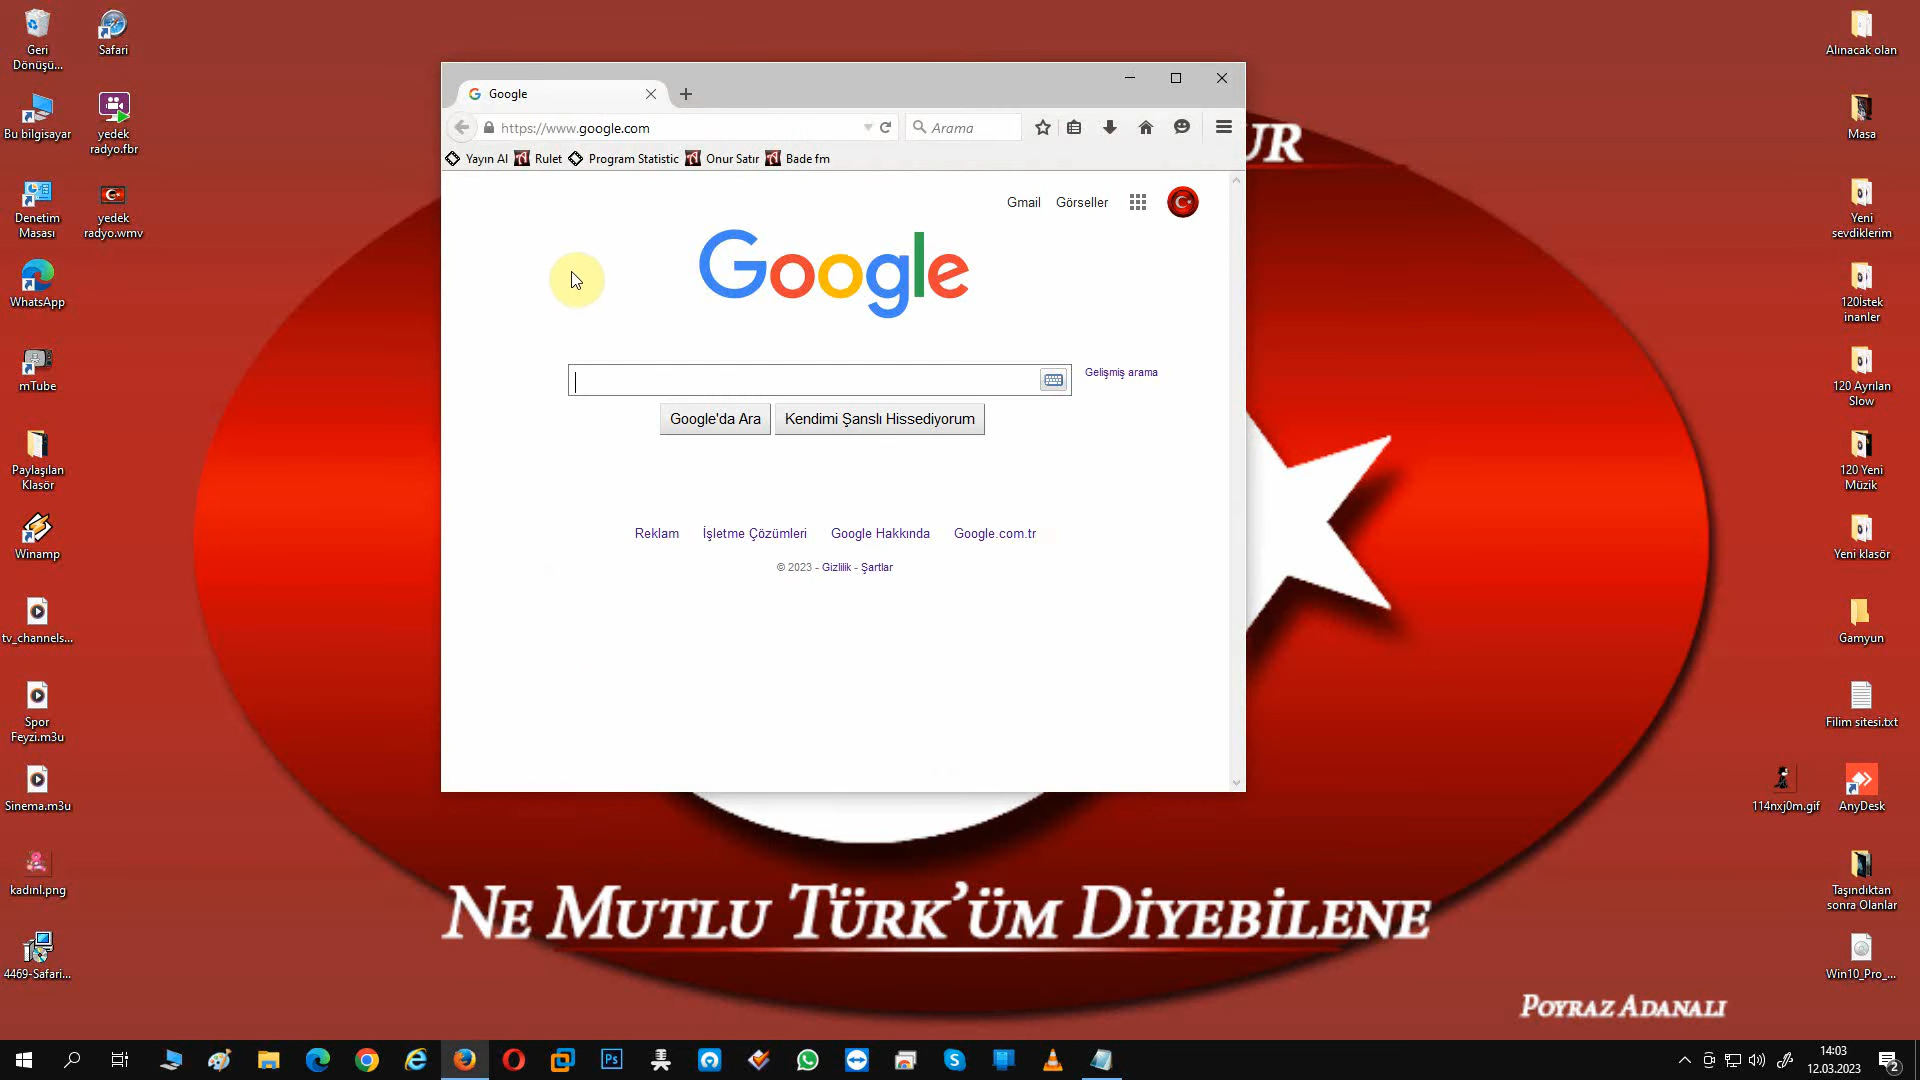 Geri
Dönüşü...
Safari
Bu bilgisayar
yedek
radyo.fbr
Denetim
Masası
yedek
radyo.wmv
WhatsApp
mTube
Paylaşılan
Klasör
Winamp
tv_channels...
Spor
Feyzi.m3u
Sinema.m3u
kadınl.png
4469-Safari...
Google
https://www.google.com
Arama
Yayın Al
Rulet
Program Statistic
Onur Satır
Bade fm
Gmail
Görseller
Google
Gelişmiş arama
Google'da Ara
Kendimi Şanslı Hissediyorum
Reklam
İşletme Çözümleri
Google Hakkında
Google.com.tr
© 2023 - Gizlilik - Şartlar
UR
NE MUTLU TÜRK'ÜM DİYEBİLENE
POYRAZ ADANALI
Alınacak olan
Masa
Yeni
sevdiklerim
120İstek
inanler
120 Ayrılan
Slow
120 Yeni
Müzik
Yeni klasör
Gamyun
Filim sitesi.txt
114nxj0m.gif
AnyDesk
Taşındıktan
sonra Olanlar
Win10_Pro_...
Ps
14:03
12.03.2023
2